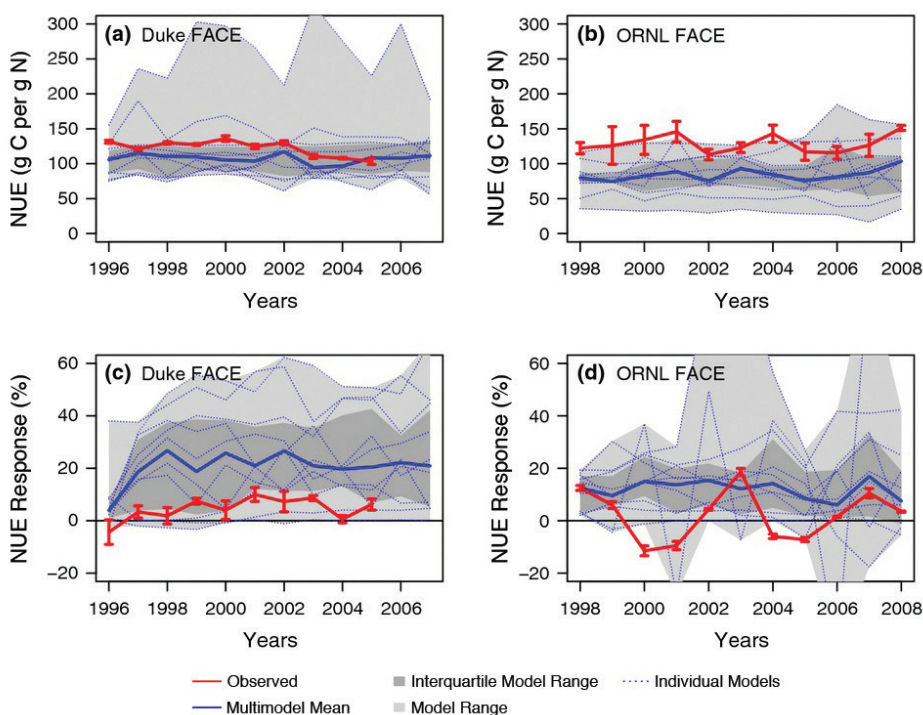 (a) Duke FACE
NUE (g C per g N)
300
250
200
150
100
50
0
1996 1998 2000 2002 2004 2006
Years
(b) ORNL FACE
NUE (g C per g N)
300
250
200
150
100
50
0
1998 2000 2002 2004 2006 2008
Years
(c) Duke FACE
NUE Response (%)
60
40
20
0
−20
1996 1998 2000 2002 2004 2006
Years
(d) ORNL FACE
NUE Response (%)
60
40
20
0
−20
1998 2000 2002 2004 2006 2008
Years
Observed Interquartile Model Range Individual Models
Multimodel Mean Model Range